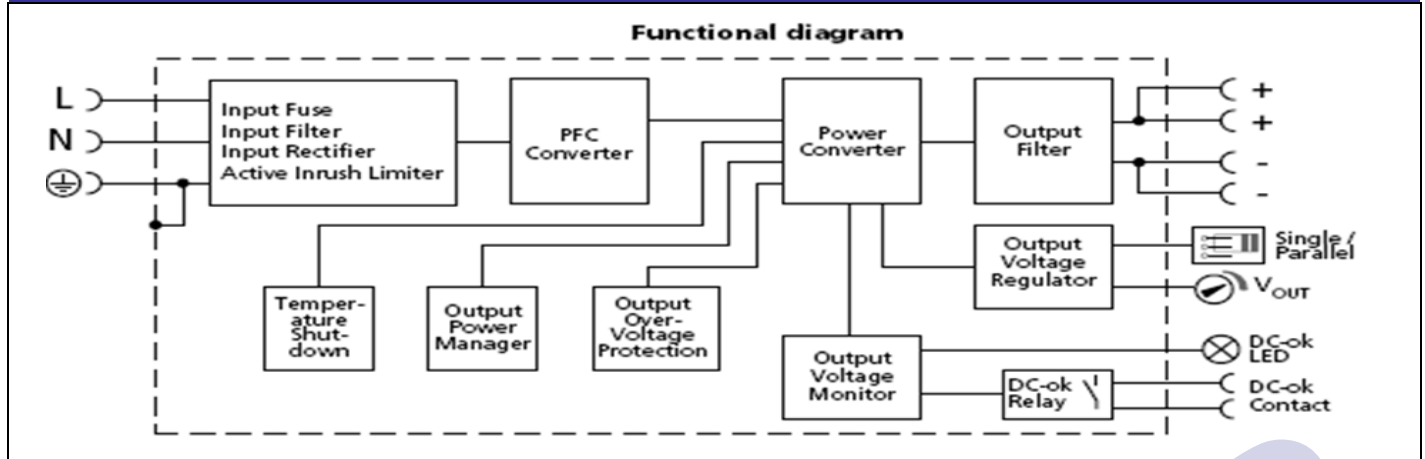 Functional diagram
L
N
Input Fuse
Input Filter
Input Rectifier
Active Inrush Limiter
PFC
Converter
Power
Converter
Output
Filter
+
+
-
-
Temper-
ature
Shut-
down
Output
Power
Manager
Output
Over-
Voltage
Protection
Output
Voltage
Regulator
Single /
Parallel
VOUT
Output
Voltage
Monitor
DC-ok
Relay
DC-ok
LED
DC-ok
Contact